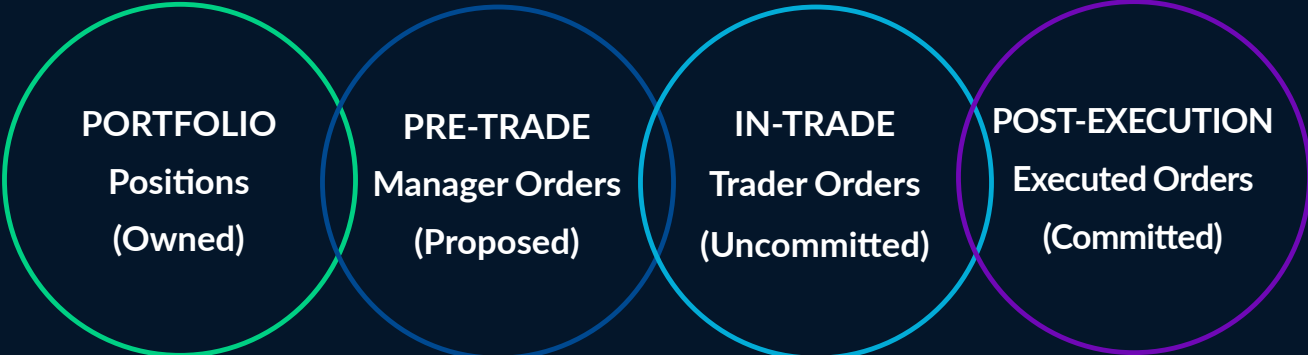 PORTFOLIO
Positions
(Owned)
PRE-TRADE
Manager Orders
(Proposed)
IN-TRADE
Trader Orders
(Uncommitted)
POST-EXECUTION
Executed Orders
(Committed)